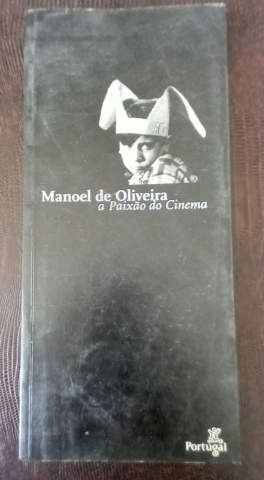 Manoel de Oliveira
a Paixão do Cinema
Portugal